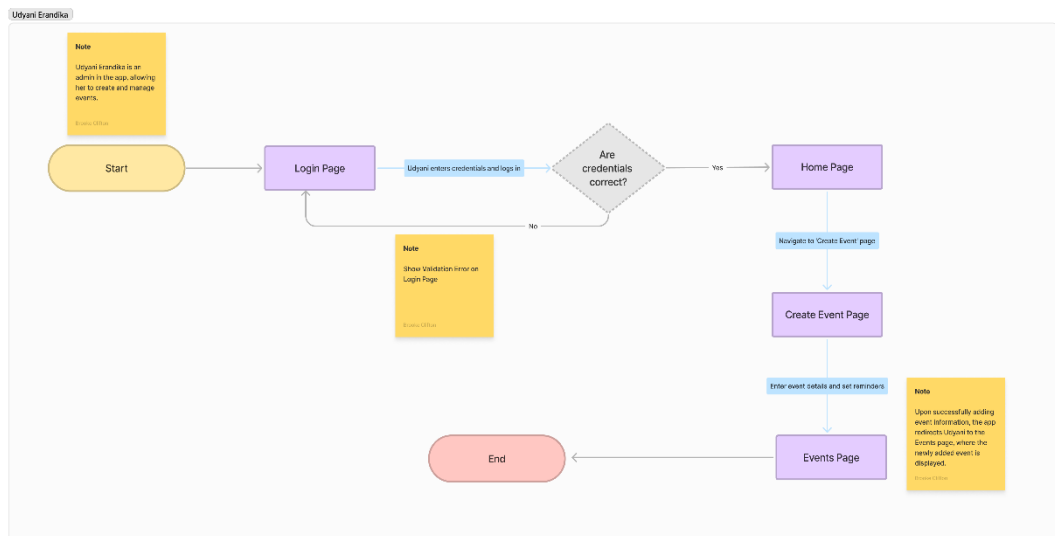 Udyani Erandika
Note
Udyani Erandika is an
admin in the app, allowing
her to create and manage
events.
Start
Login Page
Udyani enters credentials and logs in
Are
credentials
correct?
Yes
Home Page
No
Note
Show Validation Error on
Login Page
Navigate to 'Create Event' page
Create Event Page
Enter event details and set reminders
Note
Upon successfully adding
event information, the app
redirects Udyani to the
Events page, where the
newly added event is
displayed.
Events Page
End